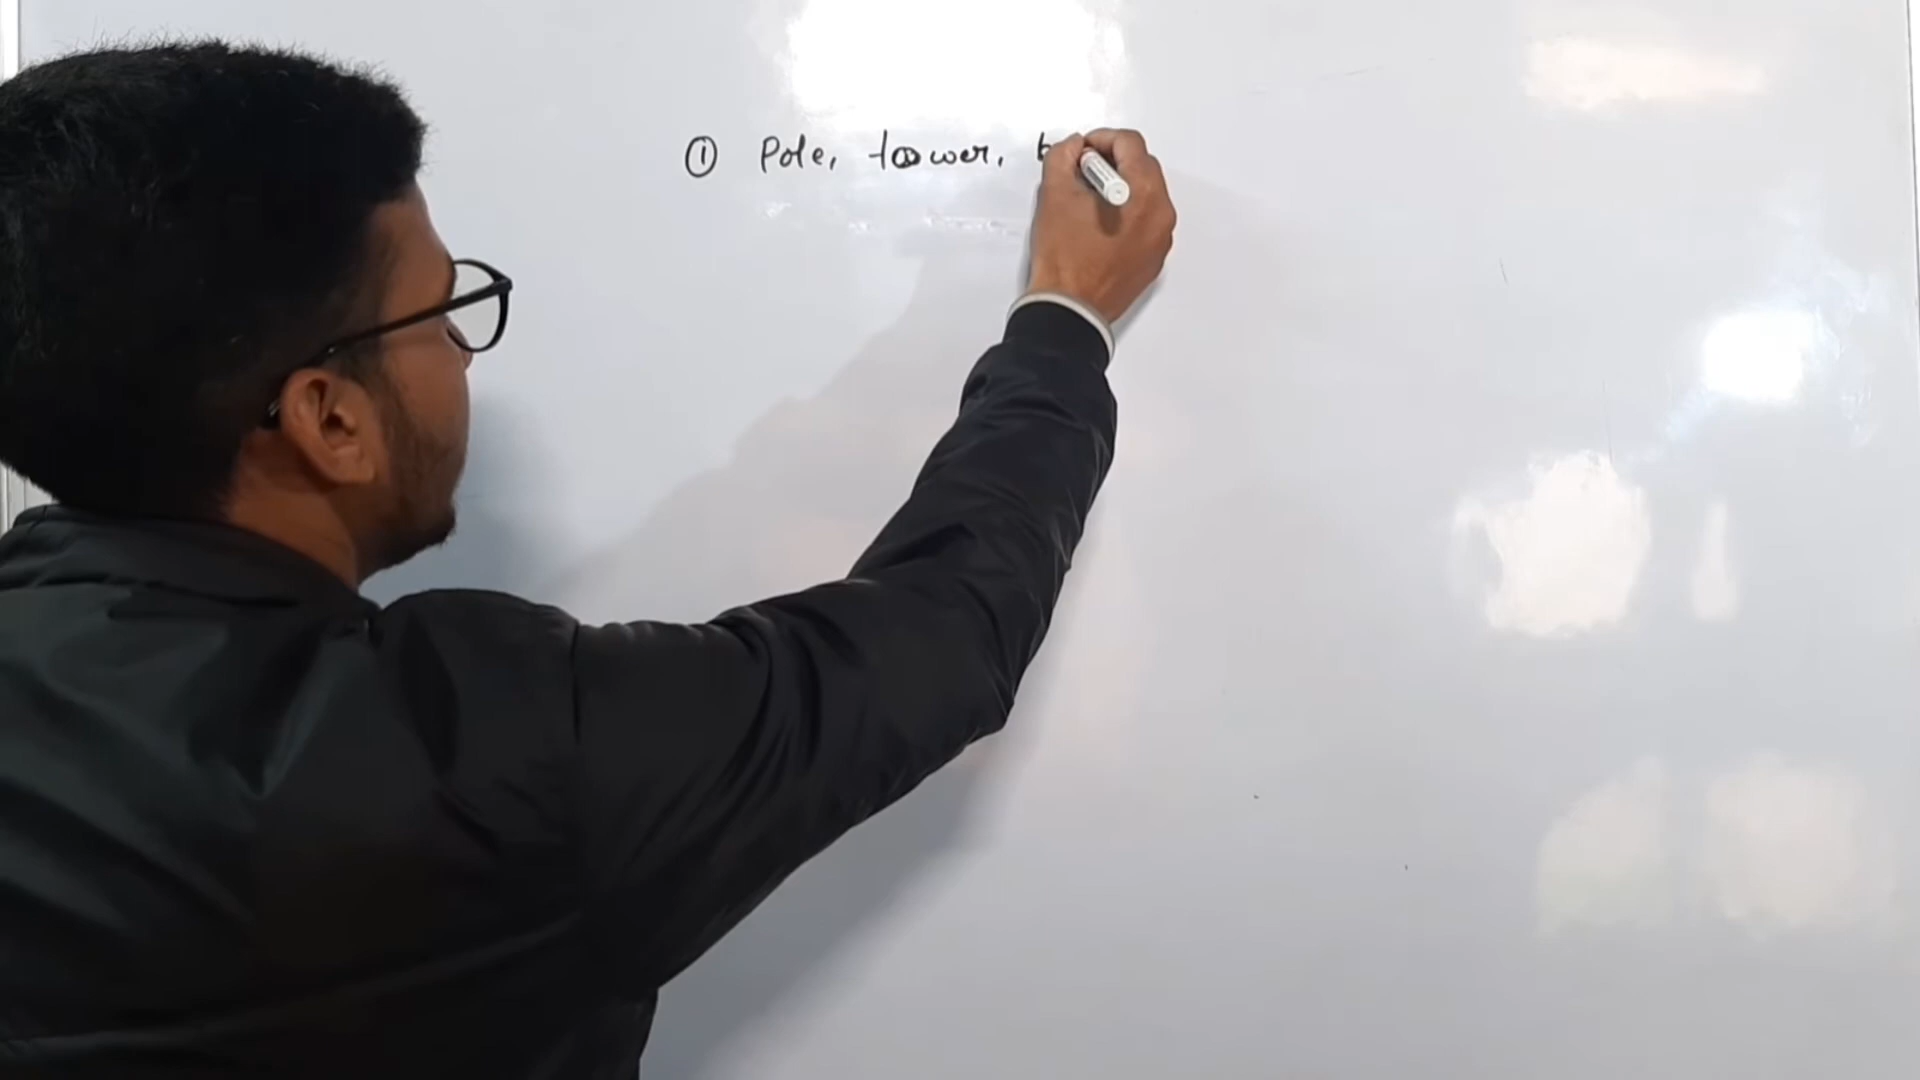 ① Pole, tower, b